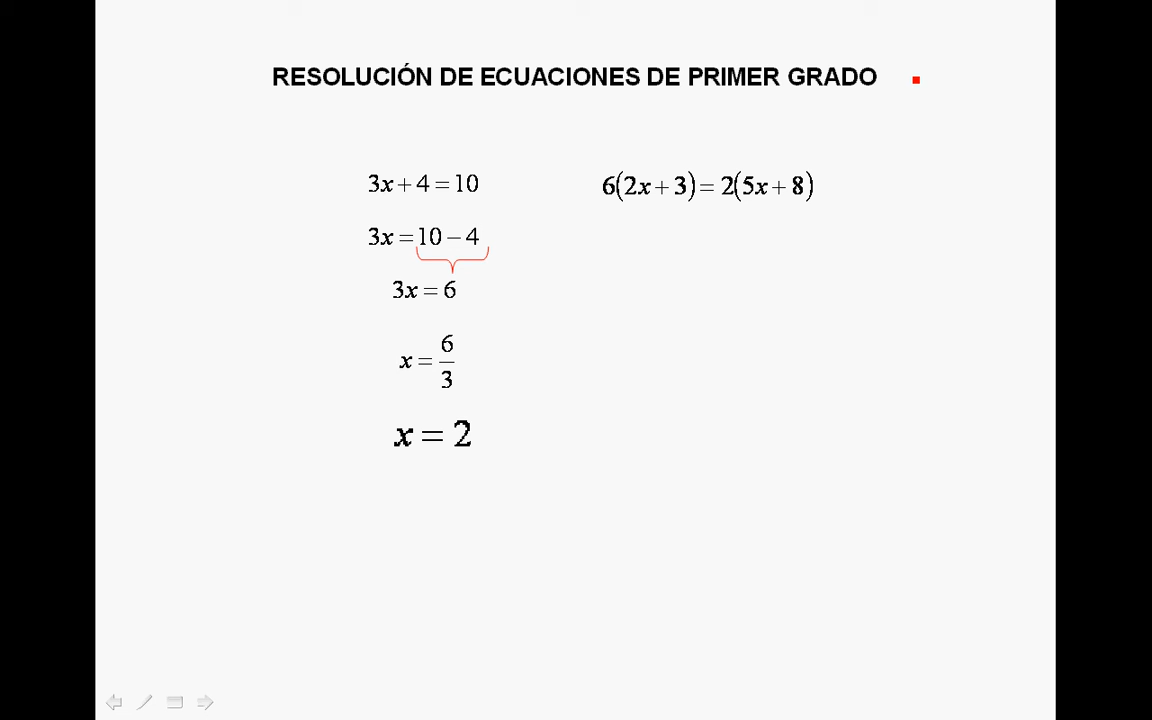 RESOLUCIÓN DE ECUACIONES DE PRIMER GRADO
3x + 4 = 10
3x = 10 − 4
3x = 6
x = 6/3
x = 2
6(2x + 3) = 2(5x + 8)